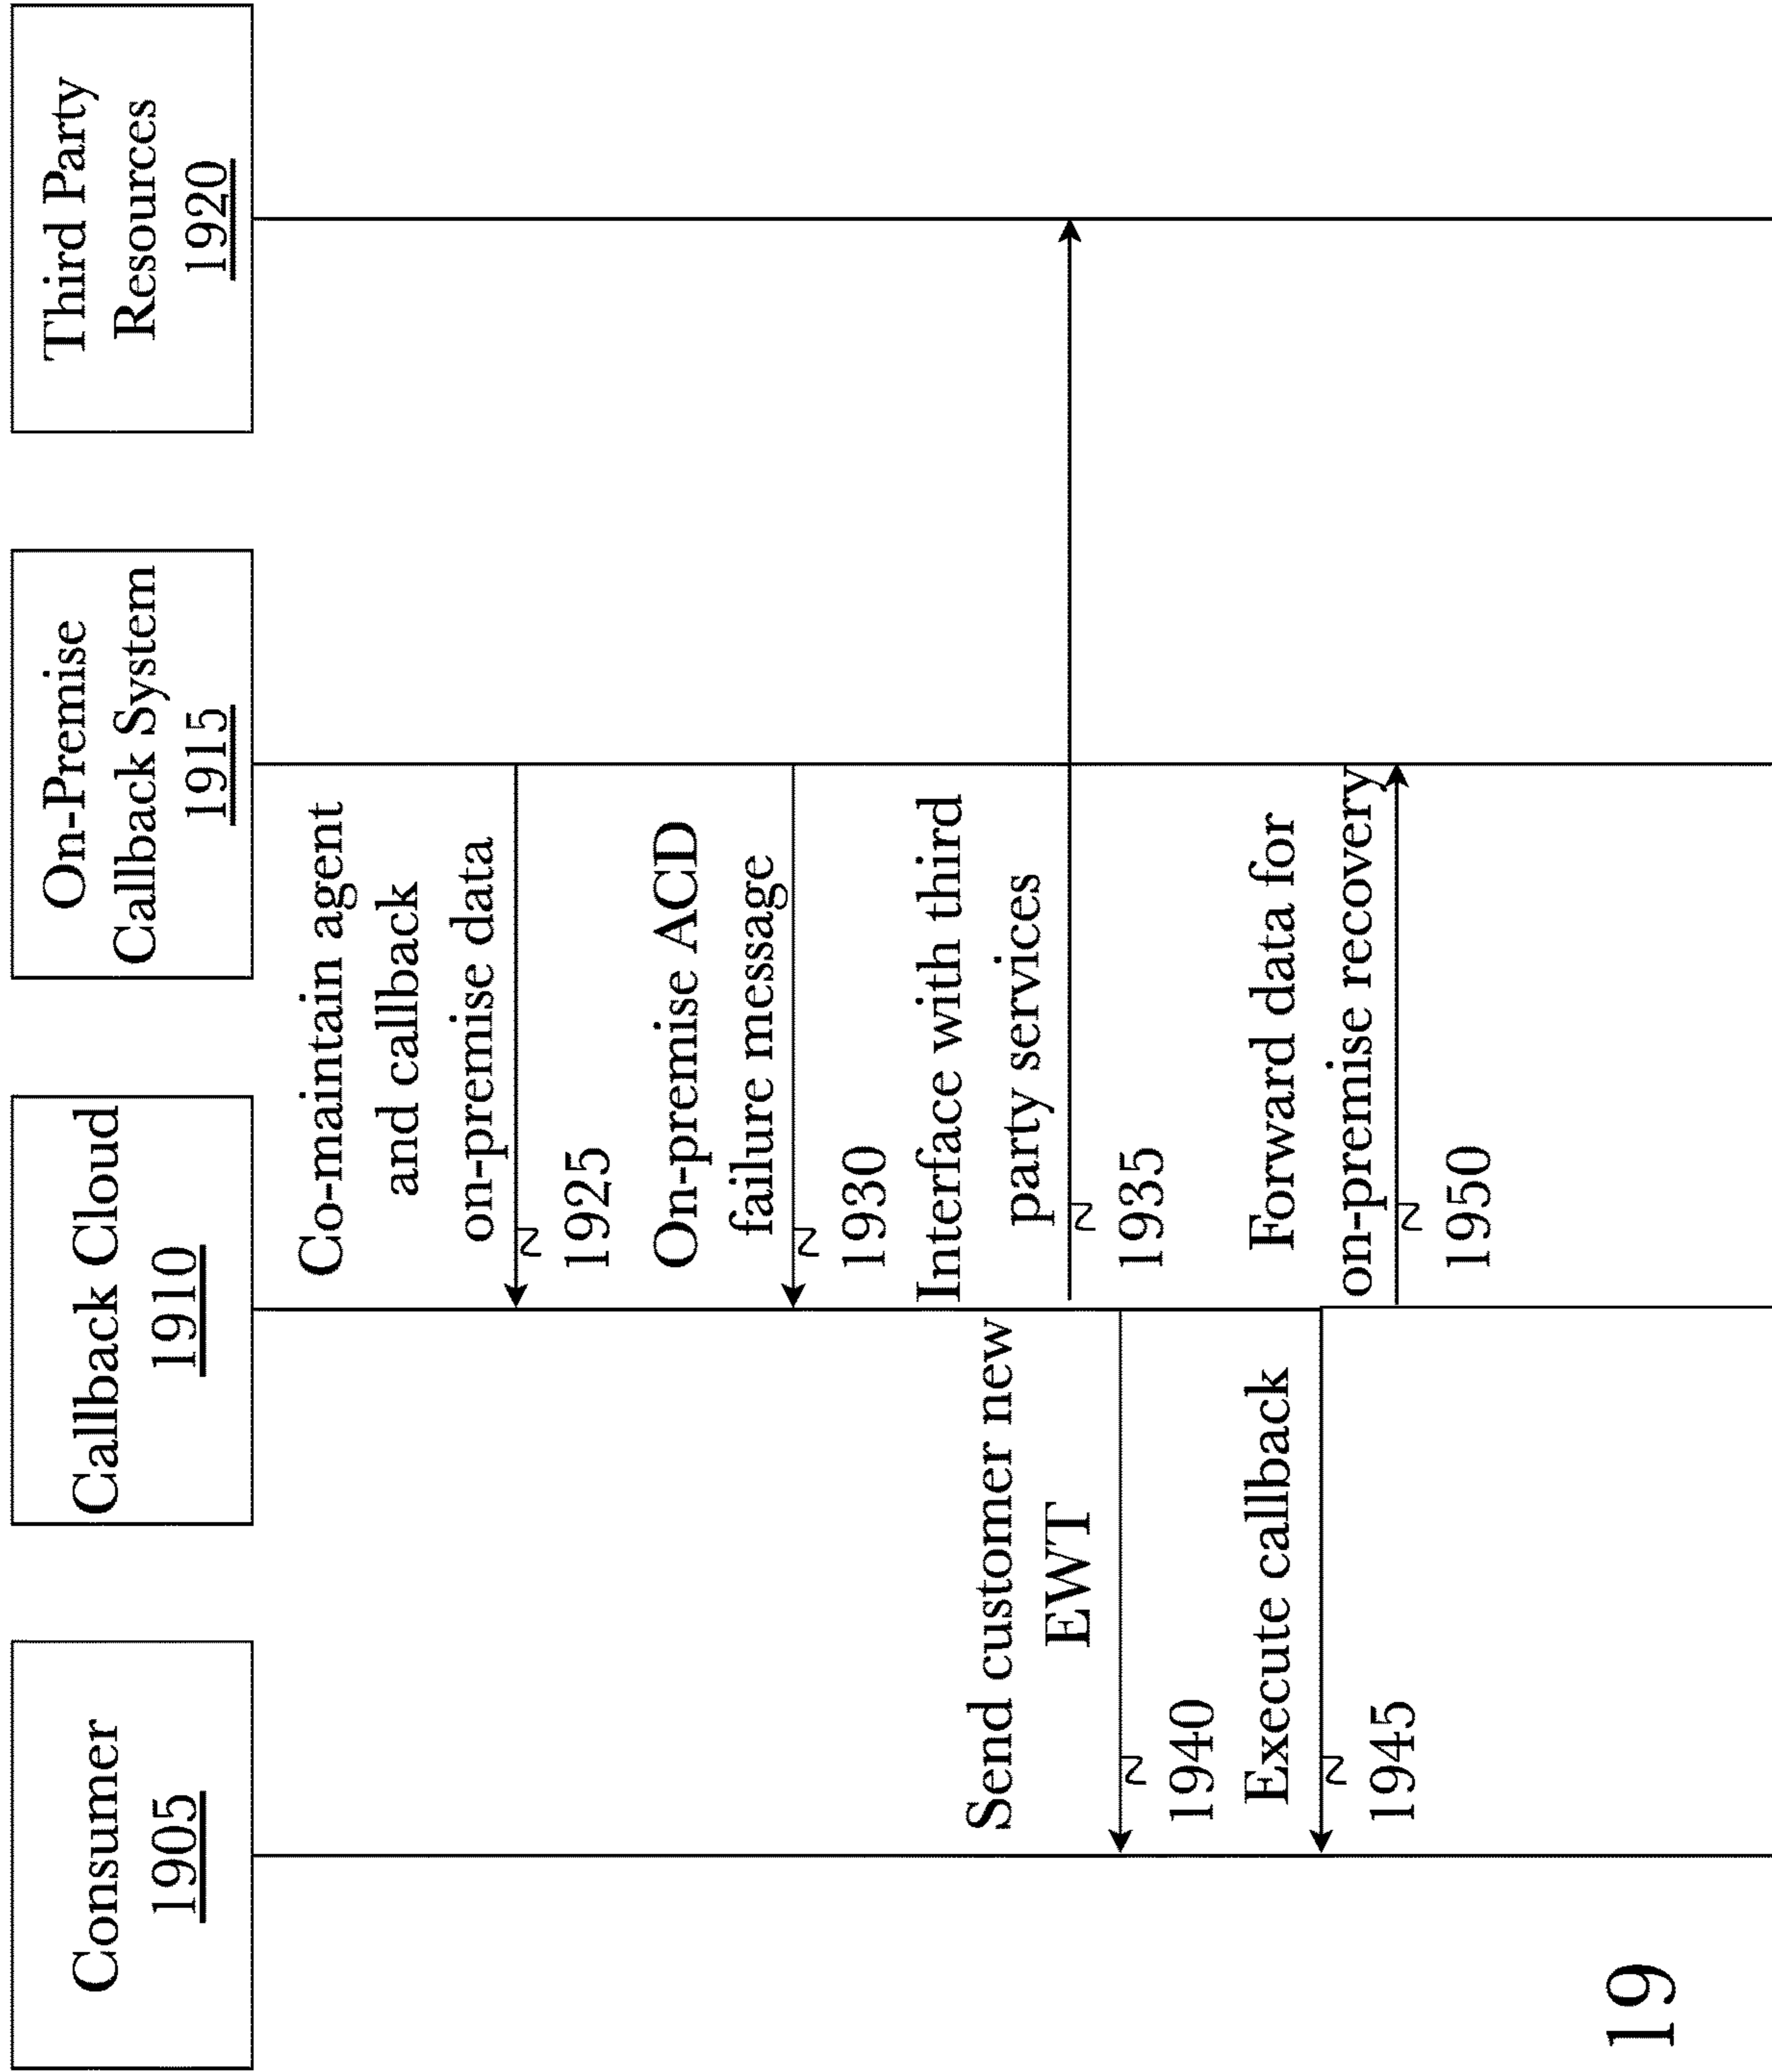 Consumer
1905
Callback Cloud
1910
On-Premise
Callback System
1915
Third Party
Resources
1920
Co-maintain agent
and callback
on-premise data
1925
On-premise ACD
failure message
1930
Interface with third
party services
1935
Send customer new
EWT
1940
Execute callback
1945
Forward data for
on-premise recovery
1950
19